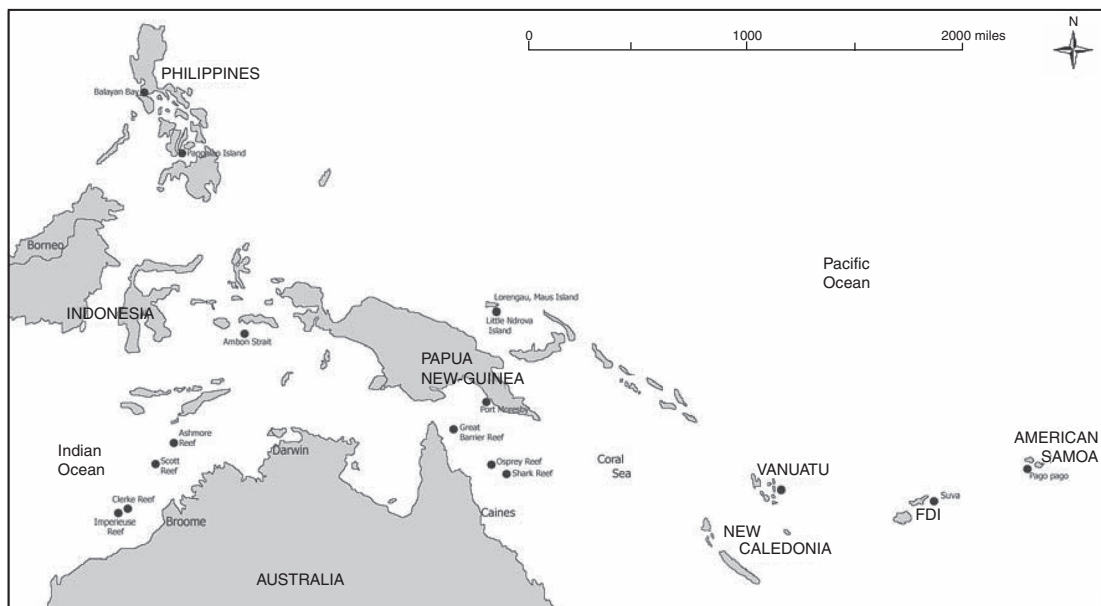 0 1000 2000 miles
N
PHILIPPINES
Balayan Bay
Island
Borneo
Pacific
Ocean
INDONESIA
Lorengau, Maus Island
Little Ndrova
Island
Ambon Strait
PAPUA
NEW-GUINEA
Port Moresby
Great
Barrier Reef
Ashmore
Reef
Indian
Ocean
Darwin
Scott
Reef
Osprey Reef
Shark Reef
Coral
Sea
AMERICAN
SAMOA
Pago pago
VANUATU
Suva
FDI
Clerke Reef
Imperieuse
Reef
Broome
Caines
NEW
CALEDONIA
AUSTRALIA